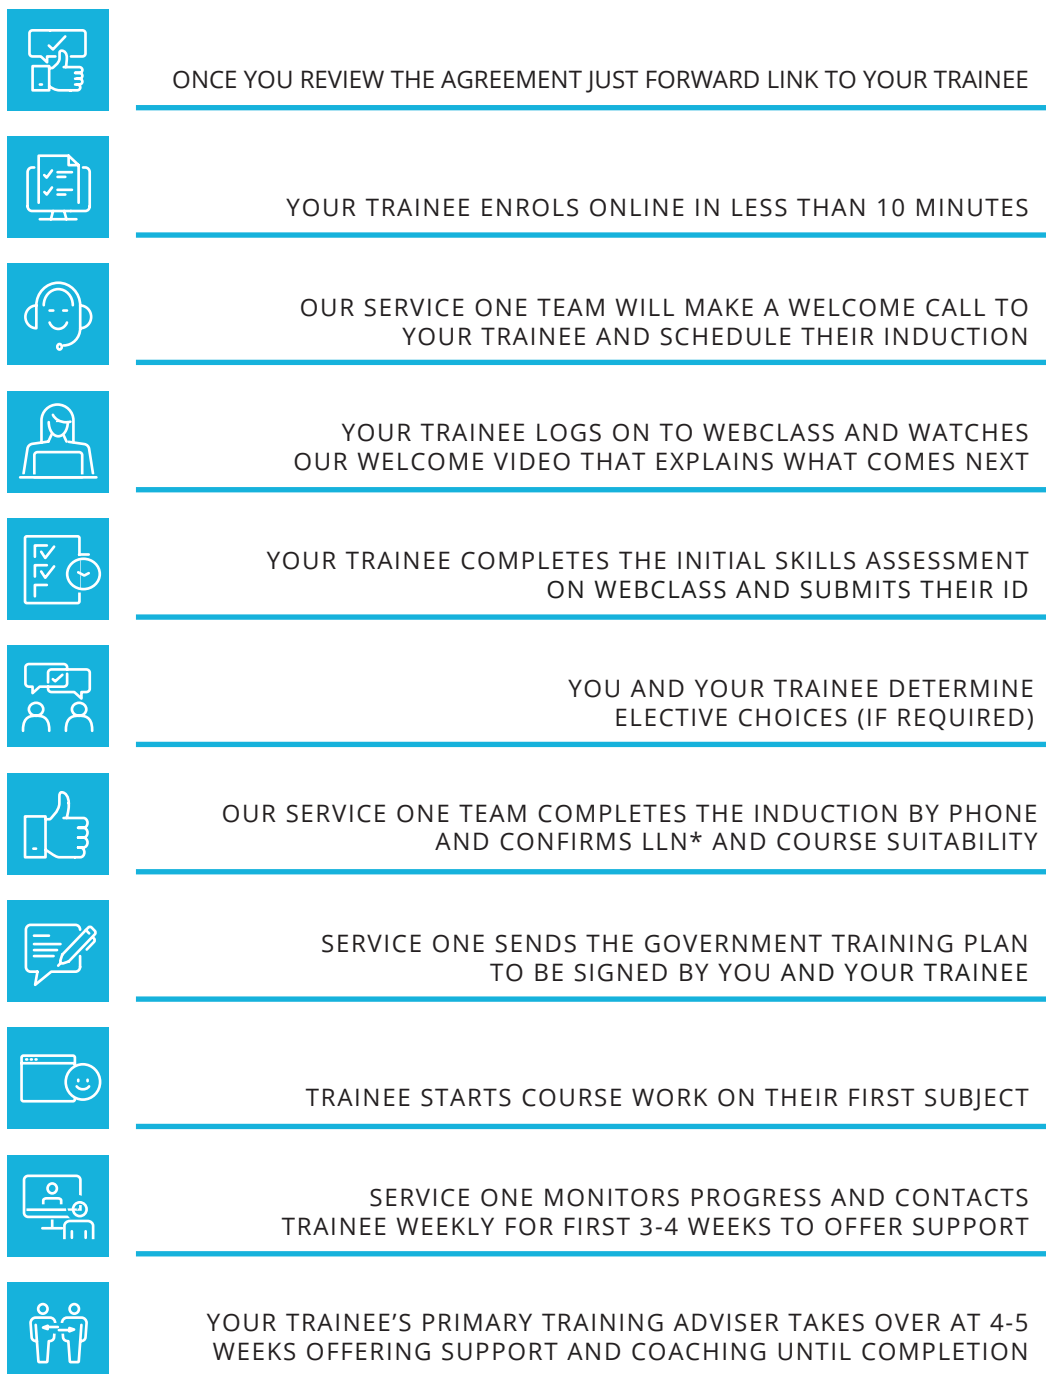 ONCE YOU REVIEW THE AGREEMENT JUST FORWARD LINK TO YOUR TRAINEE
YOUR TRAINEE ENROLS ONLINE IN LESS THAN 10 MINUTES
OUR SERVICE ONE TEAM WILL MAKE A WELCOME CALL TO
YOUR TRAINEE AND SCHEDULE THEIR INDUCTION
YOUR TRAINEE LOGS ON TO WEBCLASS AND WATCHES
OUR WELCOME VIDEO THAT EXPLAINS WHAT COMES NEXT
YOUR TRAINEE COMPLETES THE INITIAL SKILLS ASSESSMENT
ON WEBCLASS AND SUBMITS THEIR ID
YOU AND YOUR TRAINEE DETERMINE
ELECTIVE CHOICES (IF REQUIRED)
OUR SERVICE ONE TEAM COMPLETES THE INDUCTION BY PHONE
AND CONFIRMS LLN* AND COURSE SUITABILITY
SERVICE ONE SENDS THE GOVERNMENT TRAINING PLAN
TO BE SIGNED BY YOU AND YOUR TRAINEE
TRAINEE STARTS COURSE WORK ON THEIR FIRST SUBJECT
SERVICE ONE MONITORS PROGRESS AND CONTACTS
TRAINEE WEEKLY FOR FIRST 3-4 WEEKS TO OFFER SUPPORT
YOUR TRAINEE’S PRIMARY TRAINING ADVISER TAKES OVER AT 4-5
WEEKS OFFERING SUPPORT AND COACHING UNTIL COMPLETION